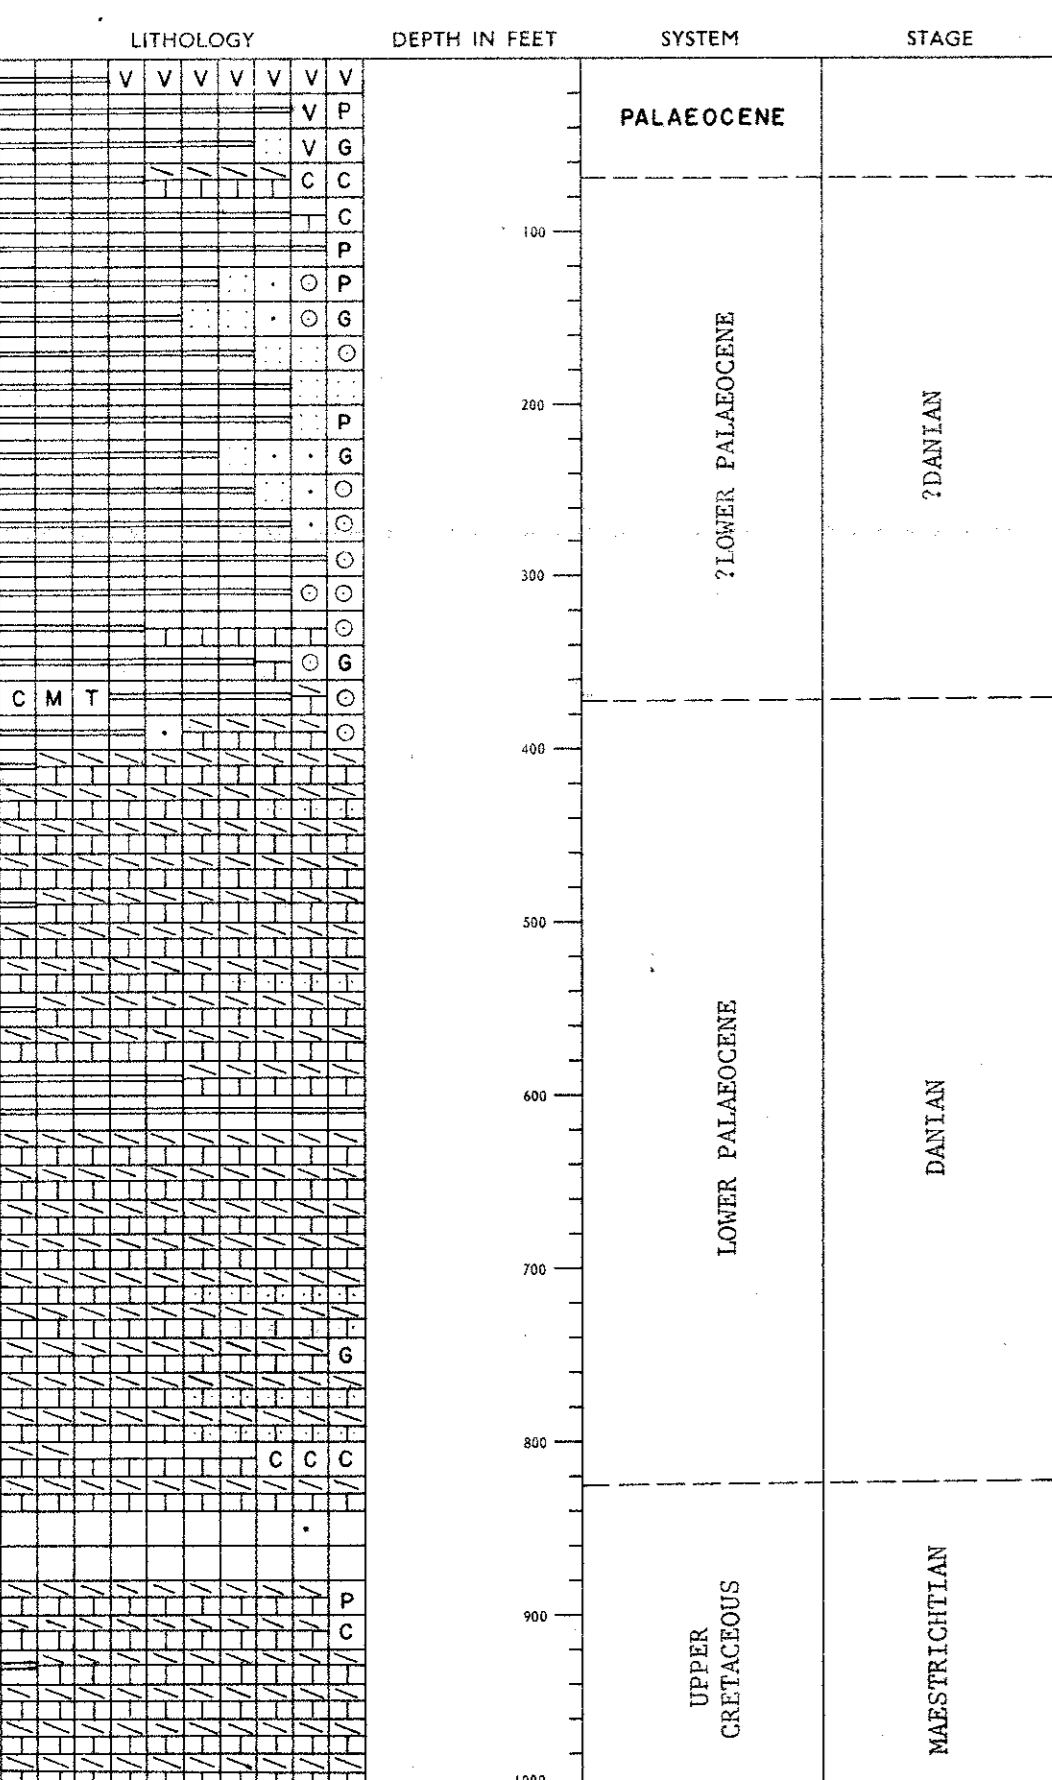 LITHOLOGY DEPTH IN FEET SYSTEM STAGE
V V V V V V V
V P
PALAEOCENE
V G
C C
C
100
P
P
G
?LOWER PALAEOCENE
?DANIAN
200
P
G
300
G
C M T
400
500
LOWER PALAEOCENE
DANIAN
600
700
G
800
C C C
P
900
C
UPPER
CRETACEOUS
MAESTRICHTIAN
1000